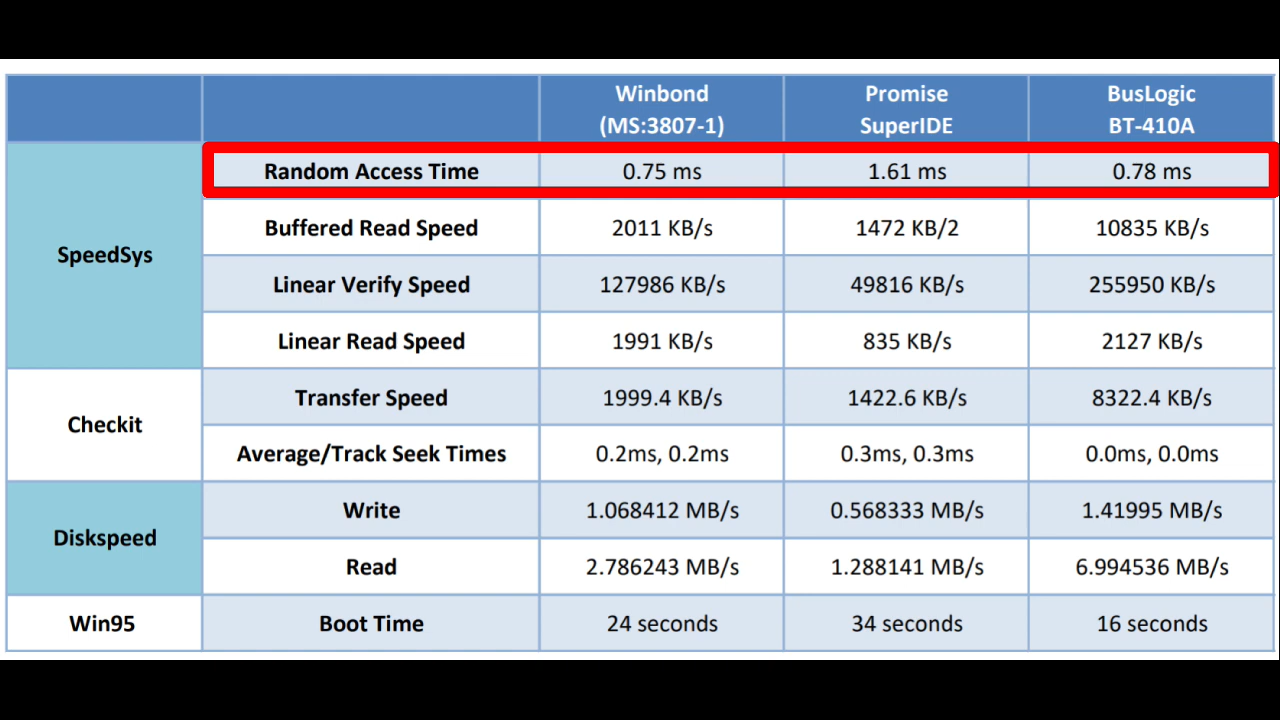 Winbond Promise BusLogic
(MS:3807-1) SuperIDE BT-410A
Random Access Time 0.75 ms 1.61 ms 0.78 ms
Buffered Read Speed 2011 KB/s 1472 KB/2 10835 KB/s
SpeedSys
Linear Verify Speed 127986 KB/s 49816 KB/s 255950 KB/s
Linear Read Speed 1991 KB/s 835 KB/s 2127 KB/s
Transfer Speed 1999.4 KB/s 1422.6 KB/s 8322.4 KB/s
Checkit
Average/Track Seek Times 0.2ms, 0.2ms 0.3ms, 0.3ms 0.0ms, 0.0ms
Write 1.068412 MB/s 0.568333 MB/s 1.41995 MB/s
Diskspeed
Read 2.786243 MB/s 1.288141 MB/s 6.994536 MB/s
Win95 Boot Time 24 seconds 34 seconds 16 seconds